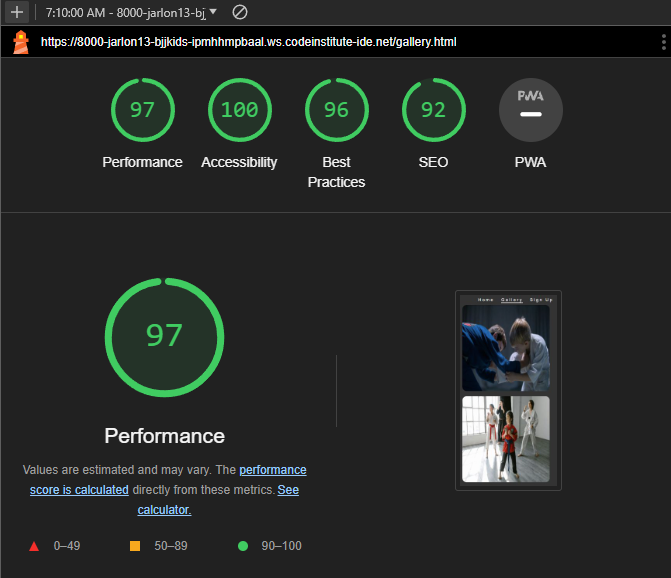 7:10:00 AM - 8000-jarlon13-bj
https://8000-jarlon13-bjjkids-ipmhhmpbaal.ws.codeinstitute-ide.net/gallery.html
97 100 96 92 PWA
Performance Accessibility Best Practices SEO PWA
97
Home Gallery Sign Up
Performance
Values are estimated and may vary. The performance
score is calculated directly from these metrics. See
calculator.
0–49 50–89 90–100